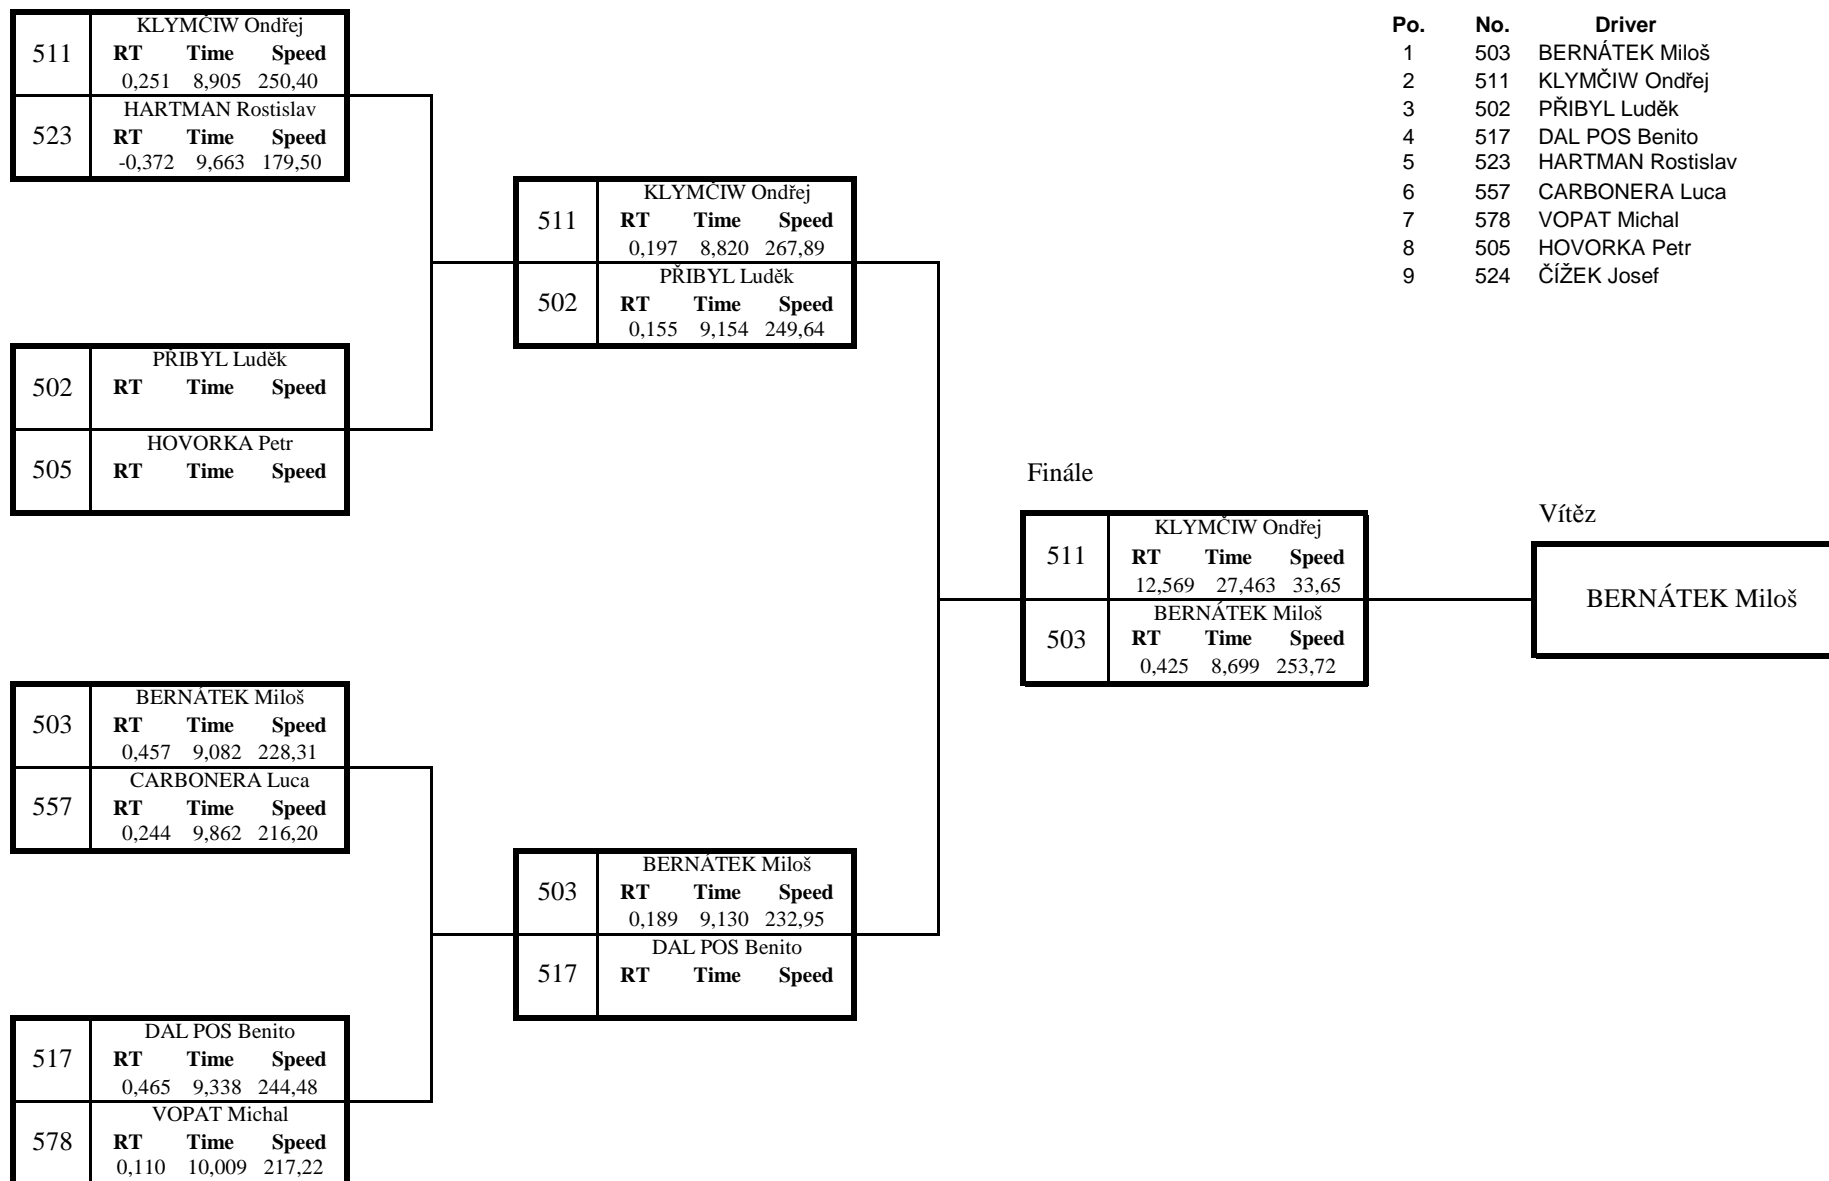 KLYMČIW Ondřej
511 RT Time Speed
0,251 8,905 250,40
HARTMAN Rostislav
523 RT Time Speed
-0,372 9,663 179,50
PŘIBYL Luděk
502 RT Time Speed
HOVORKA Petr
505 RT Time Speed
BERNÁTEK Miloš
503 RT Time Speed
0,457 9,082 228,31
CARBONERA Luca
557 RT Time Speed
0,244 9,862 216,20
DAL POS Benito
517 RT Time Speed
0,465 9,338 244,48
VOPAT Michal
578 RT Time Speed
0,110 10,009 217,22
KLYMČIW Ondřej
511 RT Time Speed
0,197 8,820 267,89
PŘIBYL Luděk
502 RT Time Speed
0,155 9,154 249,64
BERNÁTEK Miloš
503 RT Time Speed
0,189 9,130 232,95
DAL POS Benito
517 RT Time Speed
Finále
KLYMČIW Ondřej
511 RT Time Speed
12,569 27,463 33,65
BERNÁTEK Miloš
503 RT Time Speed
0,425 8,699 253,72
Vítěz
BERNÁTEK Miloš
Po. No. Driver
1 503 BERNÁTEK Miloš
2 511 KLYMČIW Ondřej
3 502 PŘIBYL Luděk
4 517 DAL POS Benito
5 523 HARTMAN Rostislav
6 557 CARBONERA Luca
7 578 VOPAT Michal
8 505 HOVORKA Petr
9 524 ČÍŽEK Josef